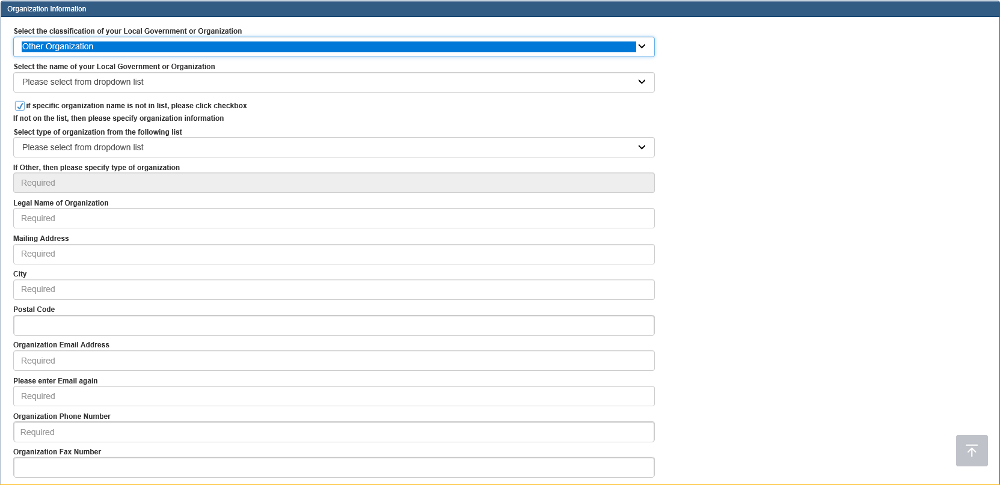 Organization Information
Select the classification of your Local Government or Organization
Other Organization
Select the name of your Local Government or Organization
Please select from dropdown list
if specific organization name is not in list, please click checkbox
If not on the list, then please specify organization information
Select type of organization from the following list
Please select from dropdown list
If Other, then please specify type of organization
Required
Legal Name of Organization
Required
Mailing Address
Required
City
Required
Postal Code
Organization Email Address
Required
Please enter Email again
Required
Organization Phone Number
Required
Organization Fax Number